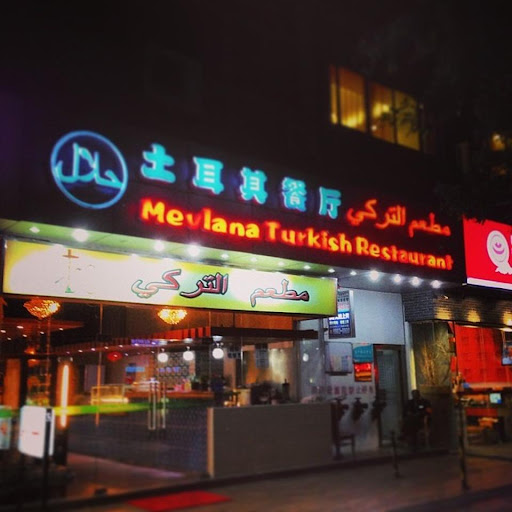 حلال
土耳其餐厅 مطعم التركي
Mevlana Turkish Restaurant
مطعم التركي